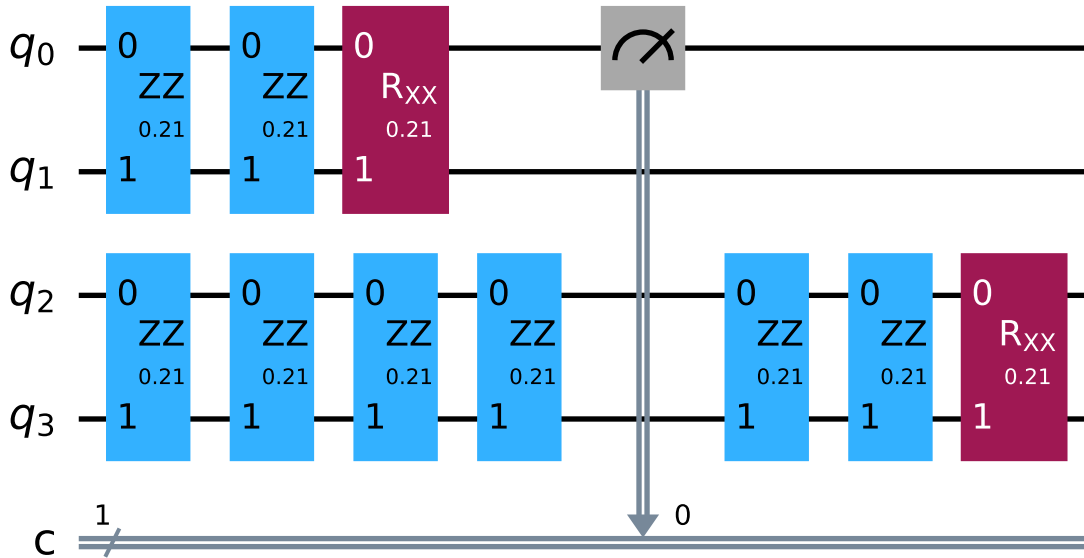 q0 0 0 0
ZZ ZZ RXX
0.21 0.21 0.21
q1 1 1 1
q2 0 0 0 0 0 0 0
ZZ ZZ ZZ ZZ ZZ ZZ RXX
0.21 0.21 0.21 0.21 0.21 0.21 0.21
q3 1 1 1 1 1 1 1
1 0
c